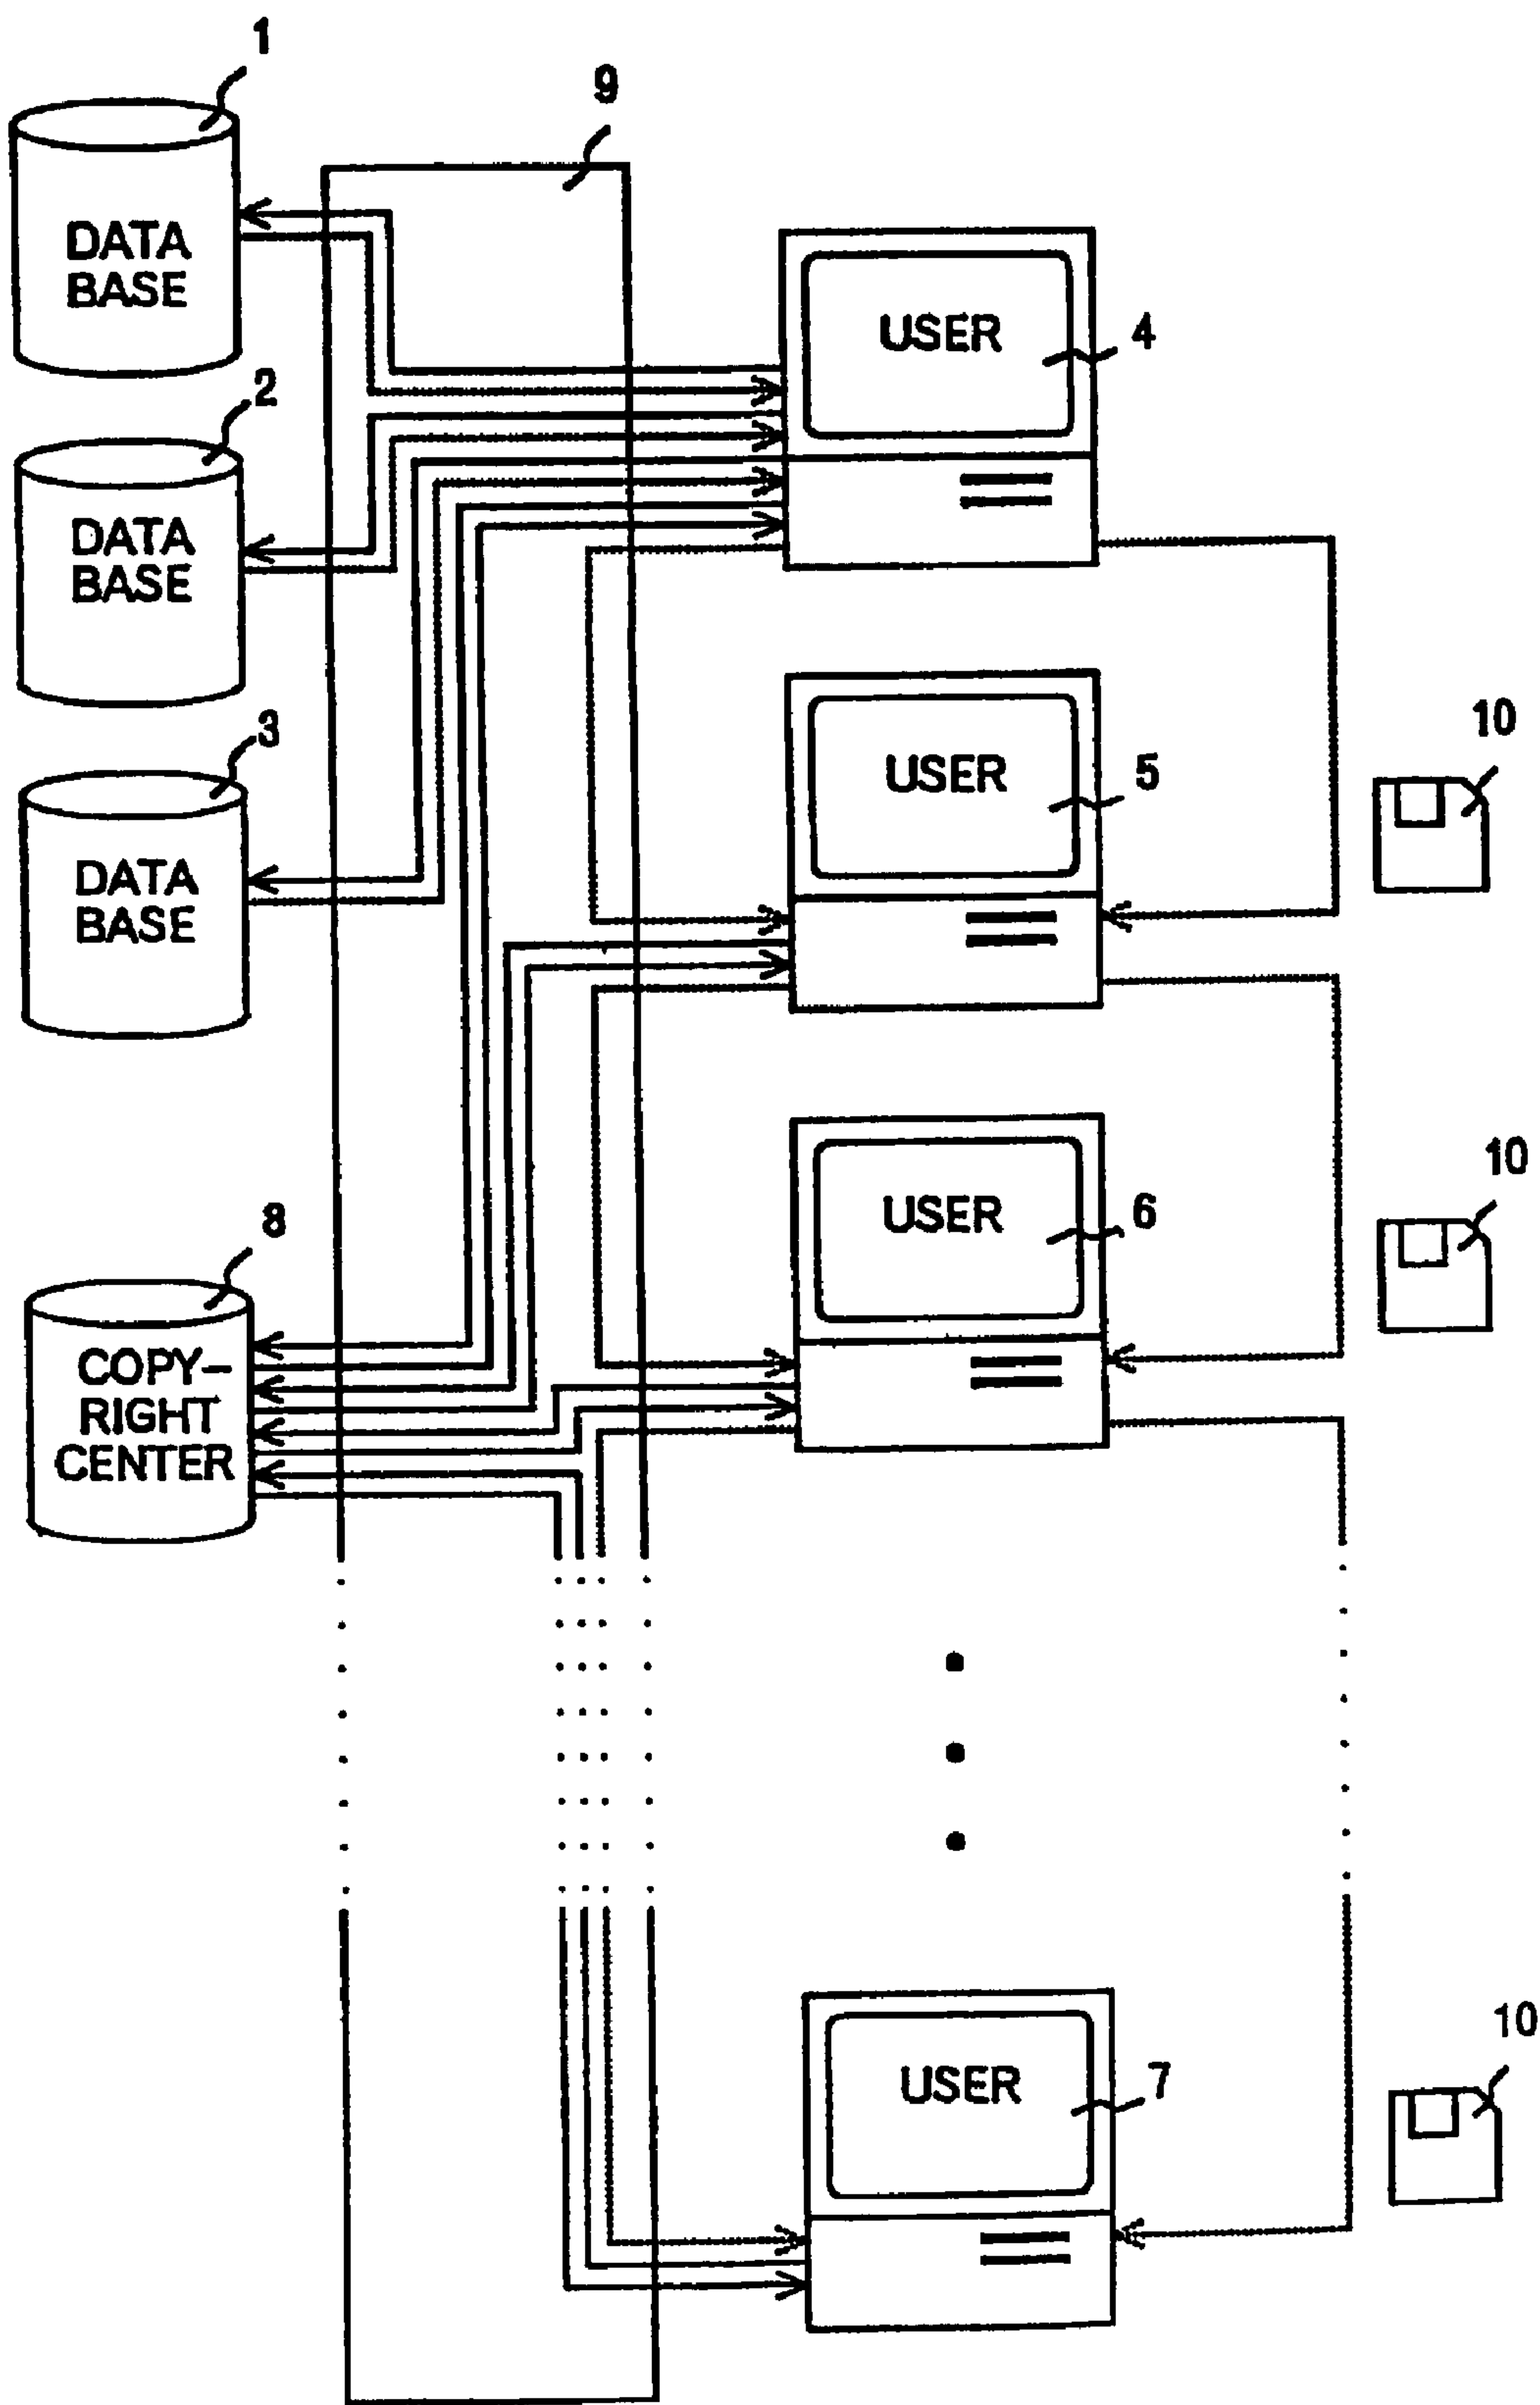 1
9
DATA
BASE
USER
4
2
DATA
BASE
10
3
USER
5
DATA
BASE
10
8
USER
6
COPY-
RIGHT
CENTER
10
USER
7